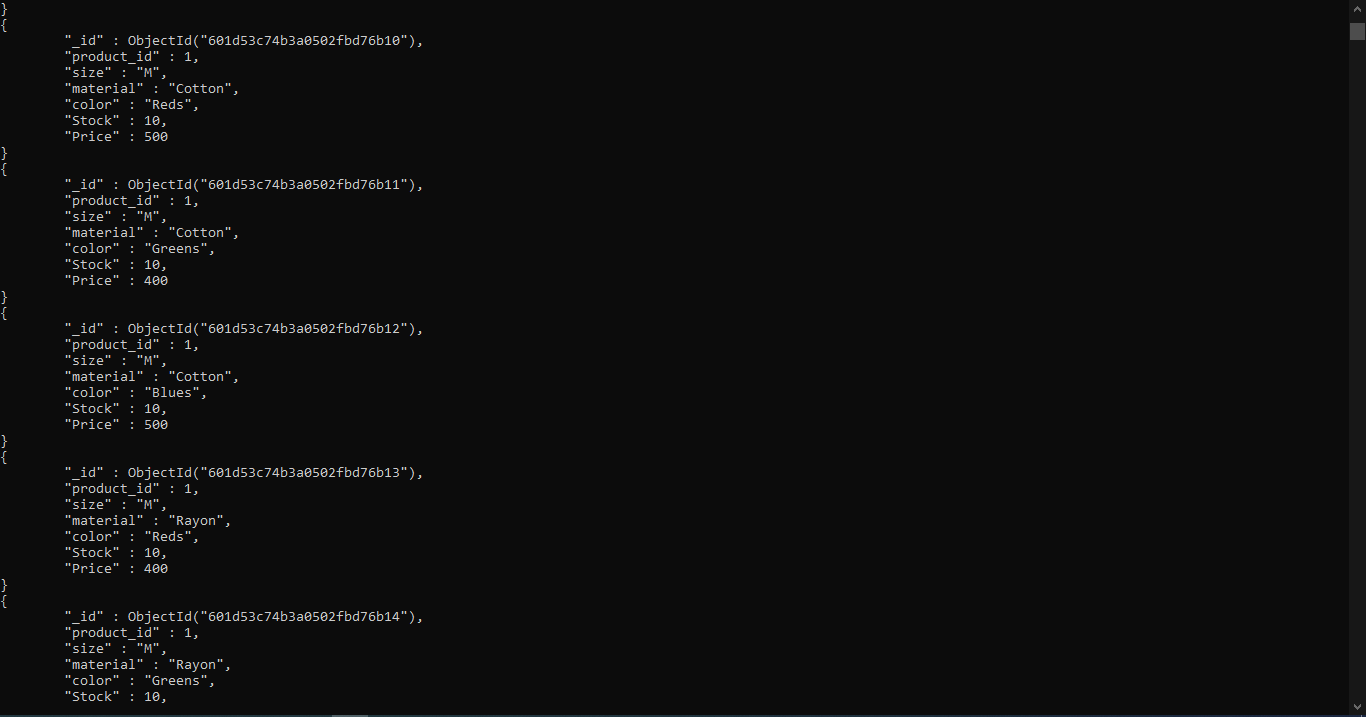 }
{
"_id" : ObjectId("601d53c74b3a0502fbd76b10"),
"product_id" : 1,
"size" : "M",
"material" : "Cotton",
"color" : "Reds",
"Stock" : 10,
"Price" : 500
}
{
"_id" : ObjectId("601d53c74b3a0502fbd76b11"),
"product_id" : 1,
"size" : "M",
"material" : "Cotton",
"color" : "Greens",
"Stock" : 10,
"Price" : 400
}
{
"_id" : ObjectId("601d53c74b3a0502fbd76b12"),
"product_id" : 1,
"size" : "M",
"material" : "Cotton",
"color" : "Blues",
"Stock" : 10,
"Price" : 500
}
{
"_id" : ObjectId("601d53c74b3a0502fbd76b13"),
"product_id" : 1,
"size" : "M",
"material" : "Rayon",
"color" : "Reds",
"Stock" : 10,
"Price" : 400
}
{
"_id" : ObjectId("601d53c74b3a0502fbd76b14"),
"product_id" : 1,
"size" : "M",
"material" : "Rayon",
"color" : "Greens",
"Stock" : 10,